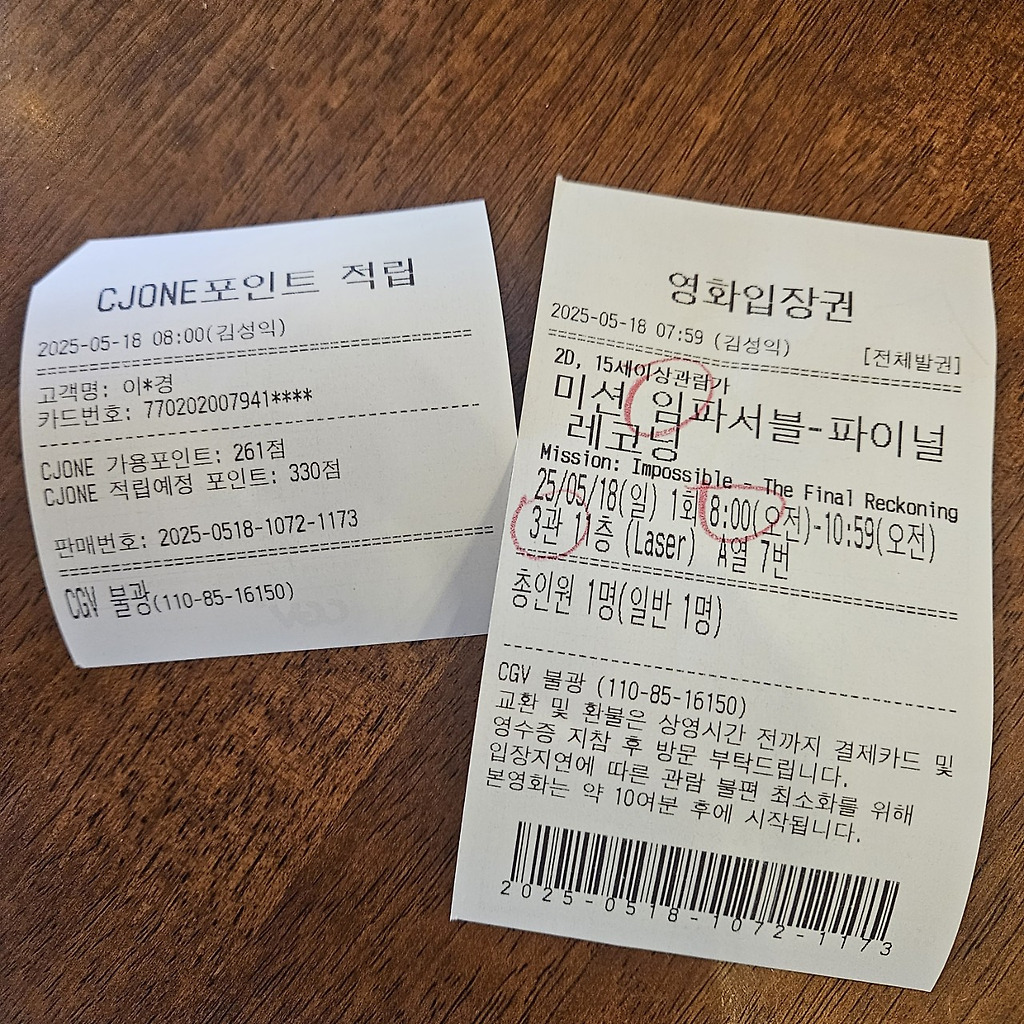 CJONE포인트 적립
2025-05-18 08:00(김성익)
고객명: 이*경
카드번호: 770202007941****
CJONE 가용포인트: 261점
CJONE 적립예정 포인트: 330점
판매번호: 2025-0518-1072-1173
CGV 불광(110-85-16150)
영화입장권
2025-05-18 07:59 (김성익) [전체발권]
2D, 15세이상관람가
미션 임파서블-파이널
레코닝
Mission: Impossible - The Final Reckoning
25/05/18(일) 1회 8:00(오전)-10:59(오전)
3관 11층 (Laser) A열 7번
총인원 1명(일반 1명)
CGV 불광 (110-85-16150)
교환 및 환불은 상영시간 전까지 결제카드 및
영수증 지참 후 방문 부탁드립니다.
입장지연에 따른 관람 불편 최소화를 위해
본영화는 약 10여분 후에 시작됩니다.
2025-0518-1072-1173